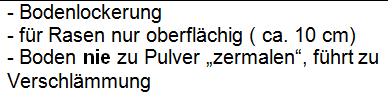 - Bodenlockerung
- für Rasen nur oberflächig ( ca. 10 cm)
- Boden nie zu Pulver „zermalen“, führt zu
Verschlämmung